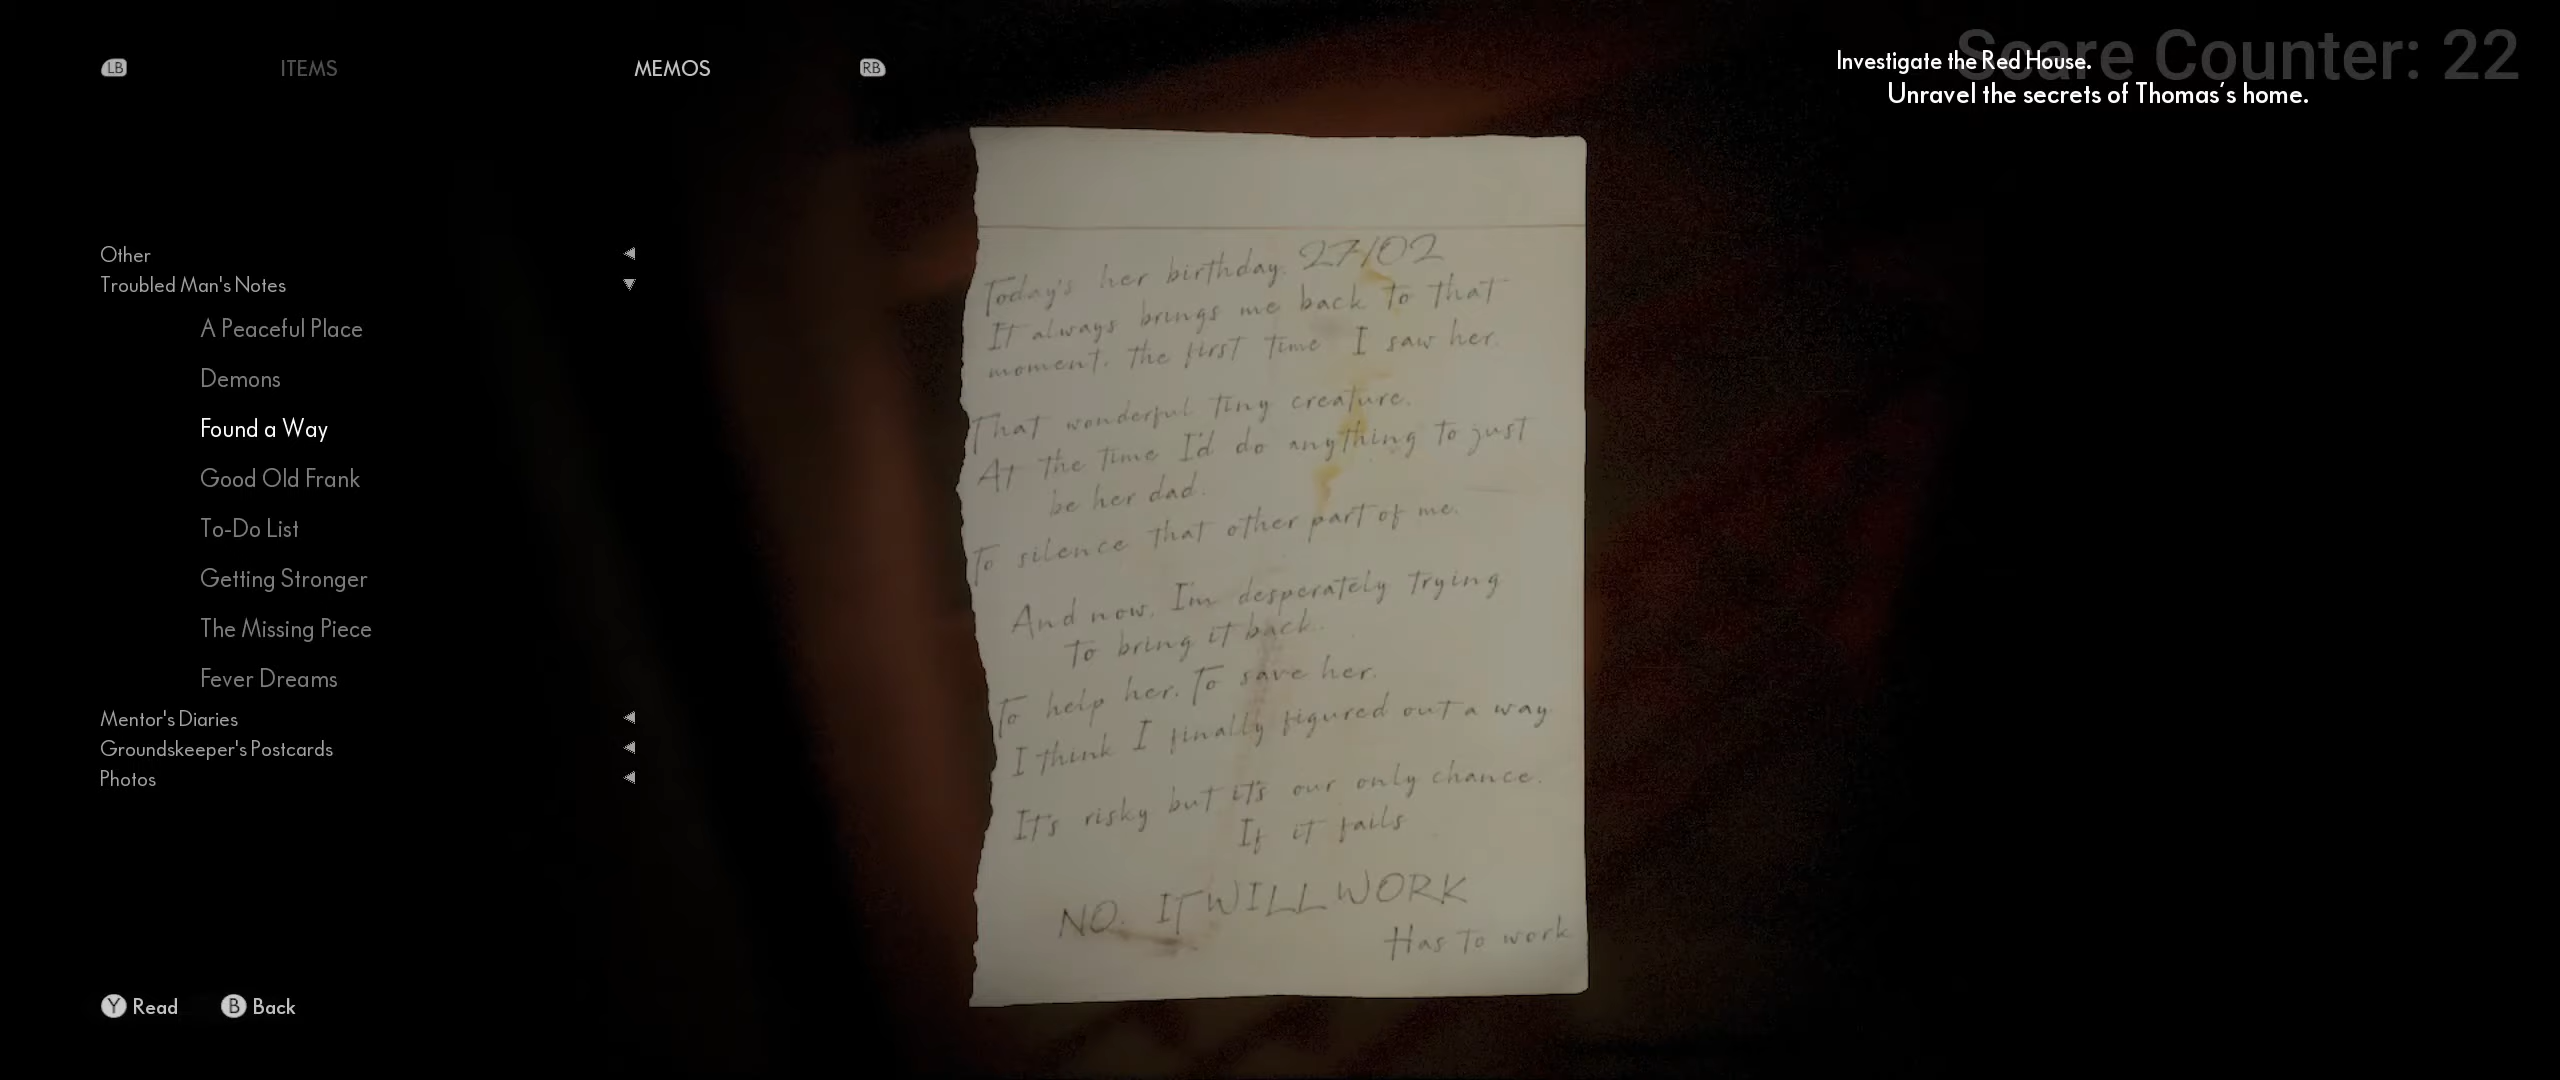 LB
ITEMS
MEMOS
RB
Scare Counter: 22
Investigate the Red House.
Unravel the secrets of Thomas's home.
Other
Troubled Man's Notes
A Peaceful Place
Demons
Found a Way
Good Old Frank
To-Do List
Getting Stronger
The Missing Piece
Fever Dreams
Mentor's Diaries
Groundskeeper's Postcards
Photos
Today's her birthday. 27/02
It always brings me back to that
moment. the first time I saw her.
That wonderful tiny creature.
At the time I'd do anything to just
be her dad.
To silence that other part of me.
And now, I'm desperately trying
to bring it back.
To help her. To save her.
I think I finally figured out a way
It's risky but it's our only chance.
If it fails
NO. IT WILL WORK
Has to work
Y Read
B Back